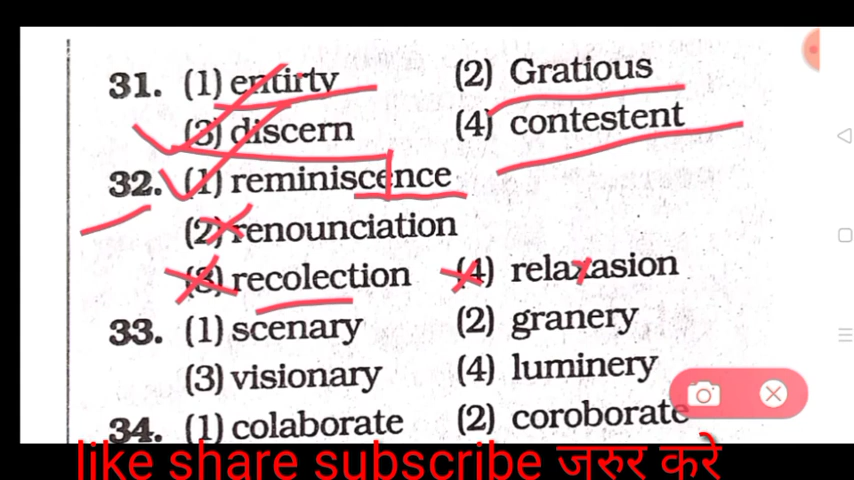 31. (1) entirty (2) Gratious
(3) discern (4) contestent
32. (1) reminiscence
(2) renounciation
(3) recolection (4) relaxasion
33. (1) scenary (2) granery
(3) visionary (4) luminery
34. (1) colaborate (2) coroborate
like share subscribe जरुर करे